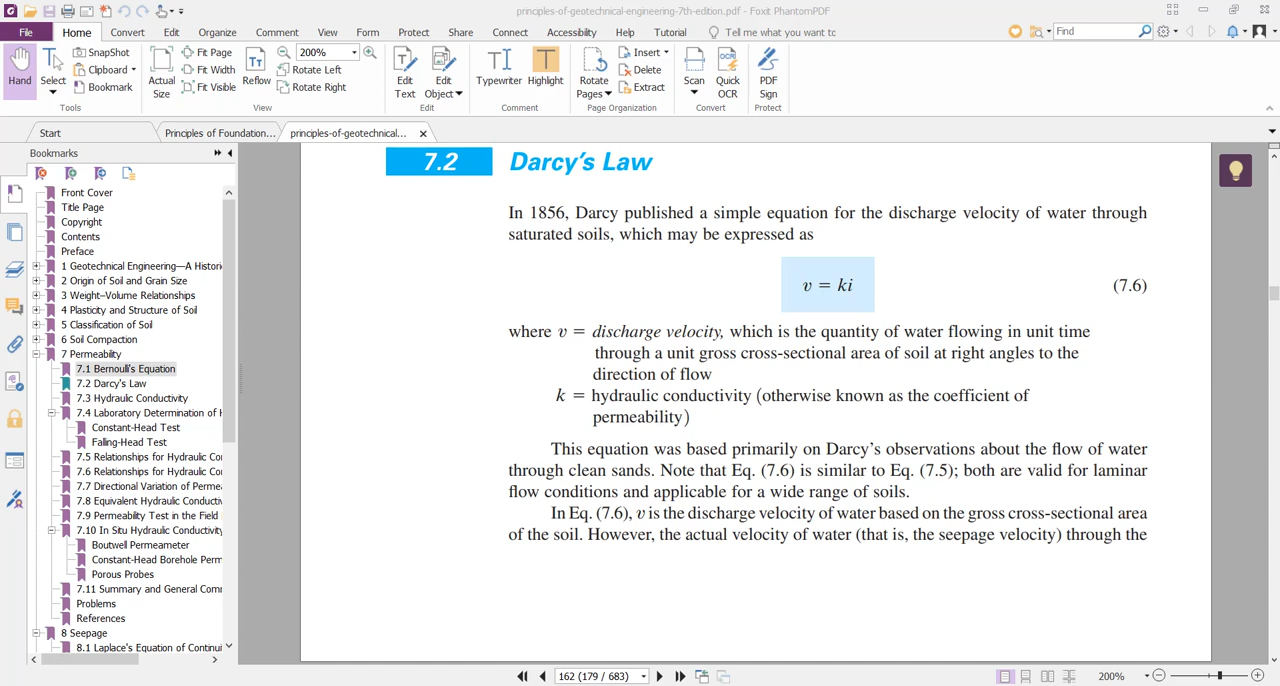 principles-of-geotechnical-engineering-7th-edition.pdf - Foxit PhantomPDF
File Home Convert Edit Organize Comment View Form Protect Share Connect Accessibility Help Tutorial Tell me what you want to Find
Hand
Select
SnapShot
Clipboard
Bookmark
Tools
Actual Size
Fit Page
Fit Width
Fit Visible
Reflow
200%
Rotate Left
Rotate Right
View
Edit Text
Edit Object
Edit
Typewriter
Highlight
Comment
Rotate Pages
Insert
Delete
Extract
Page Organization
Scan
Quick OCR
Convert
PDF Sign
Protect
Start
Principles of Foundation...
principles-of-geotechnical...
Bookmarks
Front Cover
Title Page
Copyright
Contents
Preface
1 Geotechnical Engineering—A Histori
2 Origin of Soil and Grain Size
3 Weight–Volume Relationships
4 Plasticity and Structure of Soil
5 Classification of Soil
6 Soil Compaction
7 Permeability
7.1 Bernoulli's Equation
7.2 Darcy's Law
7.3 Hydraulic Conductivity
7.4 Laboratory Determination of H
Constant-Head Test
Falling-Head Test
7.5 Relationships for Hydraulic Co
7.6 Relationships for Hydraulic Co
7.7 Directional Variation of Permea
7.8 Equivalent Hydraulic Conducti
7.9 Permeability Test in the Field
7.10 In Situ Hydraulic Conductivity
Boutwell Permeameter
Constant-Head Borehole Perm
Porous Probes
7.11 Summary and General Com
Problems
References
8 Seepage
8.1 Laplace's Equation of Continui
7.2 Darcy's Law
In 1856, Darcy published a simple equation for the discharge velocity of water through
saturated soils, which may be expressed as
v = ki (7.6)
where v = discharge velocity, which is the quantity of water flowing in unit time
through a unit gross cross-sectional area of soil at right angles to the
direction of flow
k = hydraulic conductivity (otherwise known as the coefficient of
permeability)
This equation was based primarily on Darcy's observations about the flow of water
through clean sands. Note that Eq. (7.6) is similar to Eq. (7.5); both are valid for laminar
flow conditions and applicable for a wide range of soils.
In Eq. (7.6), v is the discharge velocity of water based on the gross cross-sectional area
of the soil. However, the actual velocity of water (that is, the seepage velocity) through the
162 (179 / 683)
200%